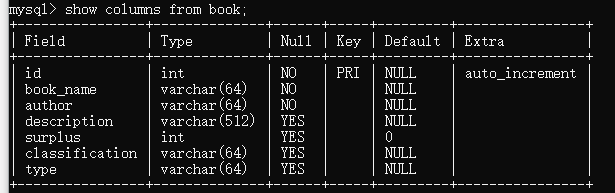 mysql> show columns from book;
+----------------+--------------+------+-----+---------+----------------+
| Field          | Type         | Null | Key | Default | Extra          |
+----------------+--------------+------+-----+---------+----------------+
| id             | int          | NO   | PRI | NULL    | auto_increment |
| book_name      | varchar(64)  | NO   |     | NULL    |                |
| author         | varchar(64)  | NO   |     | NULL    |                |
| description    | varchar(512) | YES  |     | NULL    |                |
| surplus        | int          | YES  |     | 0       |                |
| classification | varchar(64)  | YES  |     | NULL    |                |
| type           | varchar(64)  | YES  |     | NULL    |                |
+----------------+--------------+------+-----+---------+----------------+